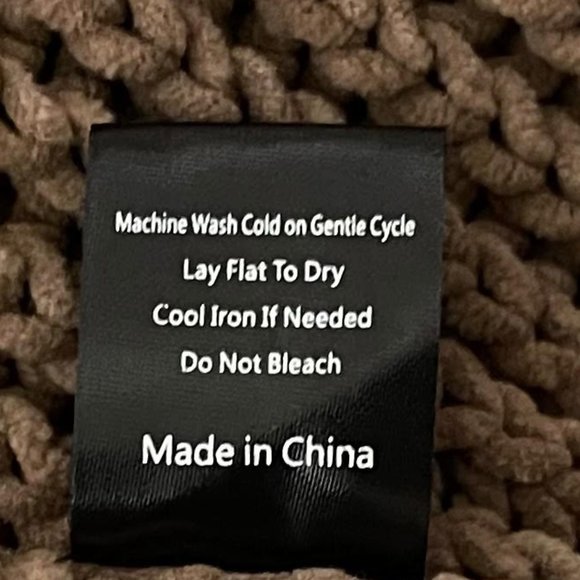 Machine Wash Cold on Gentle Cycle
Lay Flat To Dry
Cool Iron If Needed
Do Not Bleach
Made in China